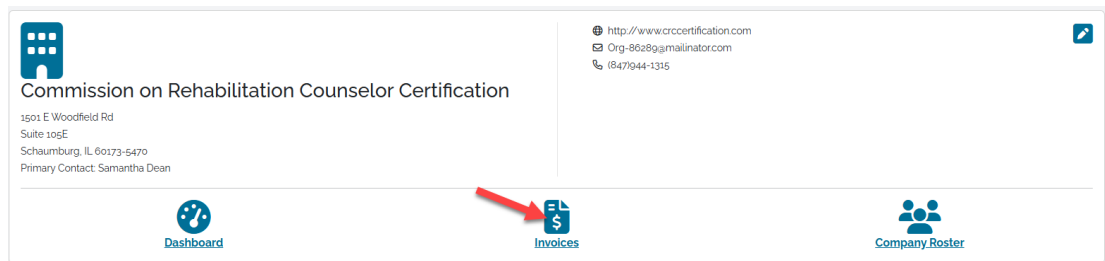 Commission on Rehabilitation Counselor Certification
1501 E Woodfield Rd
Suite 105E
Schaumburg, IL 60173-5470
Primary Contact: Samantha Dean
http://www.crccertification.com
Org-86289@mailinator.com
(847)944-1315
Dashboard
$
Invoices
Company Roster